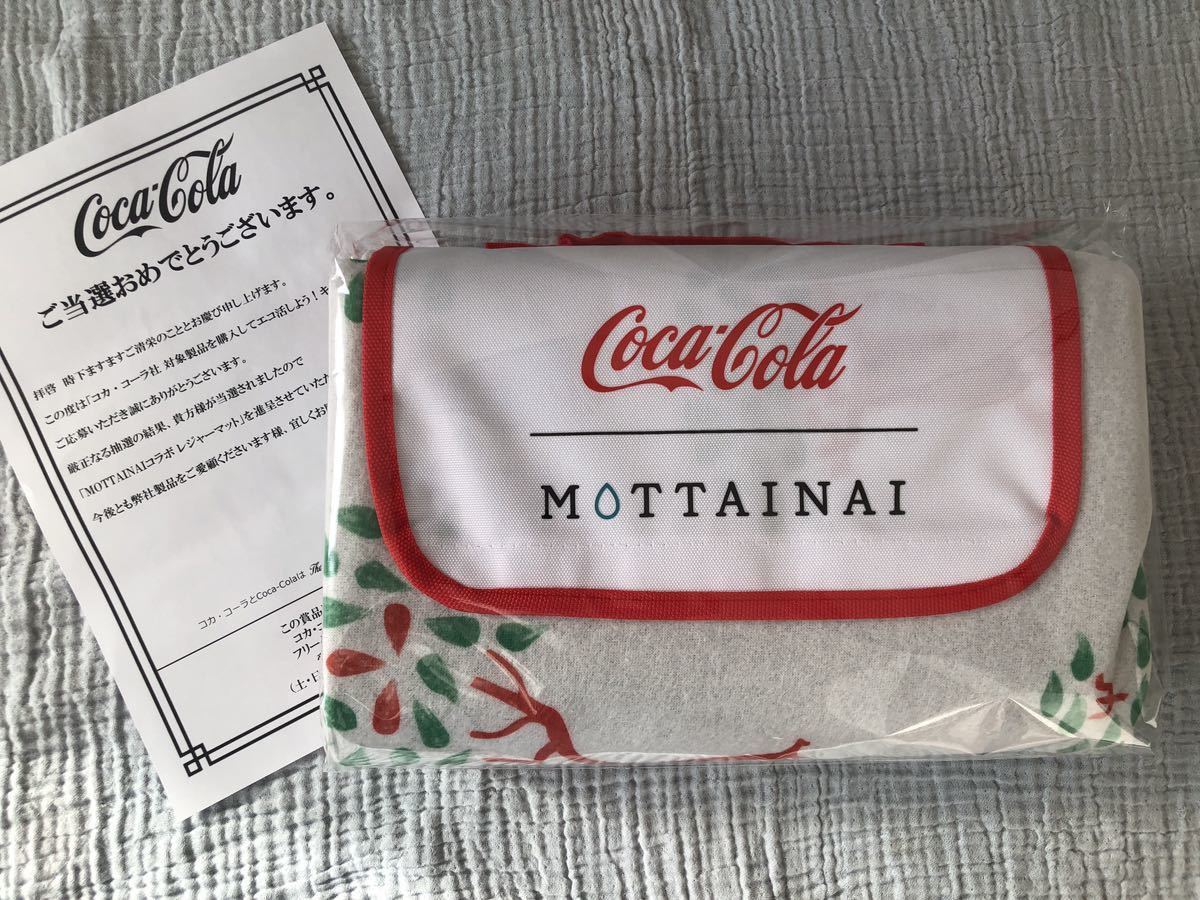 Coca-Cola
ご当選おめでとうございます。
拝啓 時下ますますご清栄のこととお慶び申し上げます。
この度は「コカ・コーラ社 対象製品を購入してエコ活しよう！キ
ご応募いただき誠にありがとうございます。
厳正なる抽選の結果、貴方様が当選されましたので
「MOTTAINAIコラボ レジャーマット」を進呈させていただ
今後とも弊社製品をご愛顧くださいます様、宜しくお
コカ・コーラとCoca-Colaは The
この賞品
コカ・コ
フリー
（土・日
Coca-Cola
MOTTAINAI